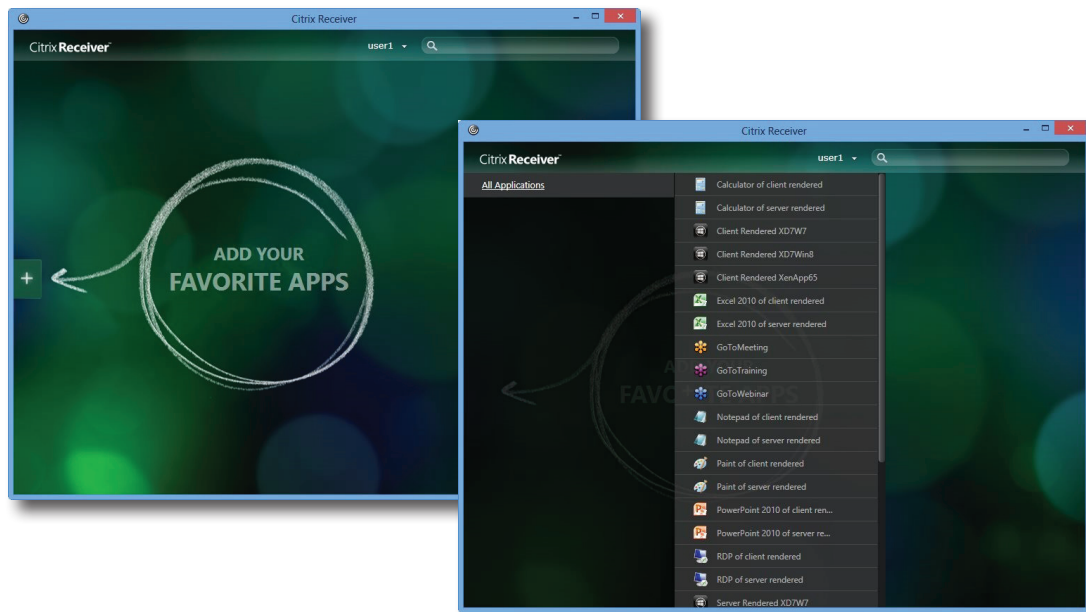 Citrix Receiver
Citrix Receiver™
user1
ADD YOUR
FAVORITE APPS
+
Citrix Receiver
Citrix Receiver™
user1
All Applications
Calculator of client rendered
Calculator of server rendered
Client Rendered XD7W7
Client Rendered XD7Win8
Client Rendered XenApp65
Excel 2010 of client rendered
Excel 2010 of server rendered
GoToMeeting
GoToTraining
GoToWebinar
Notepad of client rendered
Notepad of server rendered
Paint of client rendered
Paint of server rendered
PowerPoint 2010 of client ren...
PowerPoint 2010 of server re...
RDP of client rendered
RDP of server rendered
Server Rendered XD7W7